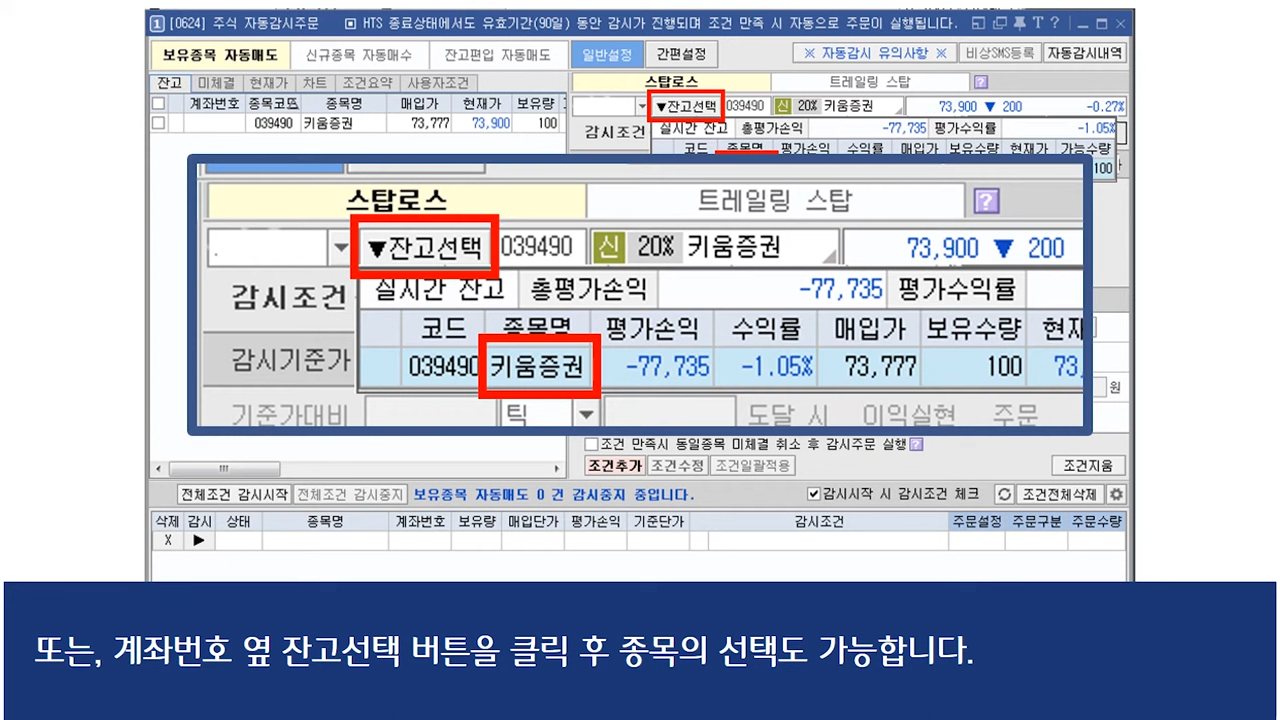 [0624] 주식 자동감시주문 ▣ HTS 종료상태에서도 유효기간(90일) 동안 감시가 진행되며 조건 만족 시 자동으로 주문이 실행됩니다.
보유종목 자동매도 신규종목 자동매수 잔고편입 자동매도 일반설정 간편설정 ※ 자동감시 유의사항 ※ 비상SMS등록 자동감시내역
잔고 미체결 현재가 차트 조건요약 사용자조건 스탑로스 트레일링 스탑 ?
계좌번호 종목코드 종목명 매입가 현재가 보유량 ▼잔고선택 039490 신 20% 키움증권 73,900 ▼ 200 -0.27%
039490 키움증권 73,777 73,900 100 감시조건 실시간 잔고 총평가손익 -77,735 평가수익률 -1.05%
코드 종목명 평가손익 수익률 매입가 보유수량 현재가 가능수량
100
스탑로스 트레일링 스탑 ?
▼잔고선택 039490 신 20% 키움증권 73,900 ▼ 200
감시조건 실시간 잔고 총평가손익 -77,735 평가수익률
코드 종목명 평가손익 수익률 매입가 보유수량 현재
감시기준가 039490 키움증권 -77,735 -1.05% 73,777 100 73,
기준가대비 틱 도달 시 이익실현 주문
원
조건 만족시 동일종목 미체결 취소 후 감시주문 실행 ?
조건추가 조건수정 조건일괄적용 조건지움
전체조건 감시시작 전체조건 감시중지 보유종목 자동매도 0 건 감시중지 중입니다. 감시시작 시 감시조건 체크 조건전체삭제
삭제 감시 상태 종목명 계좌번호 보유량 매입단가 평가손익 기준단가 감시조건 주문설정 주문구분 주문수량
X ▶
또는, 계좌번호 옆 잔고선택 버튼을 클릭 후 종목의 선택도 가능합니다.